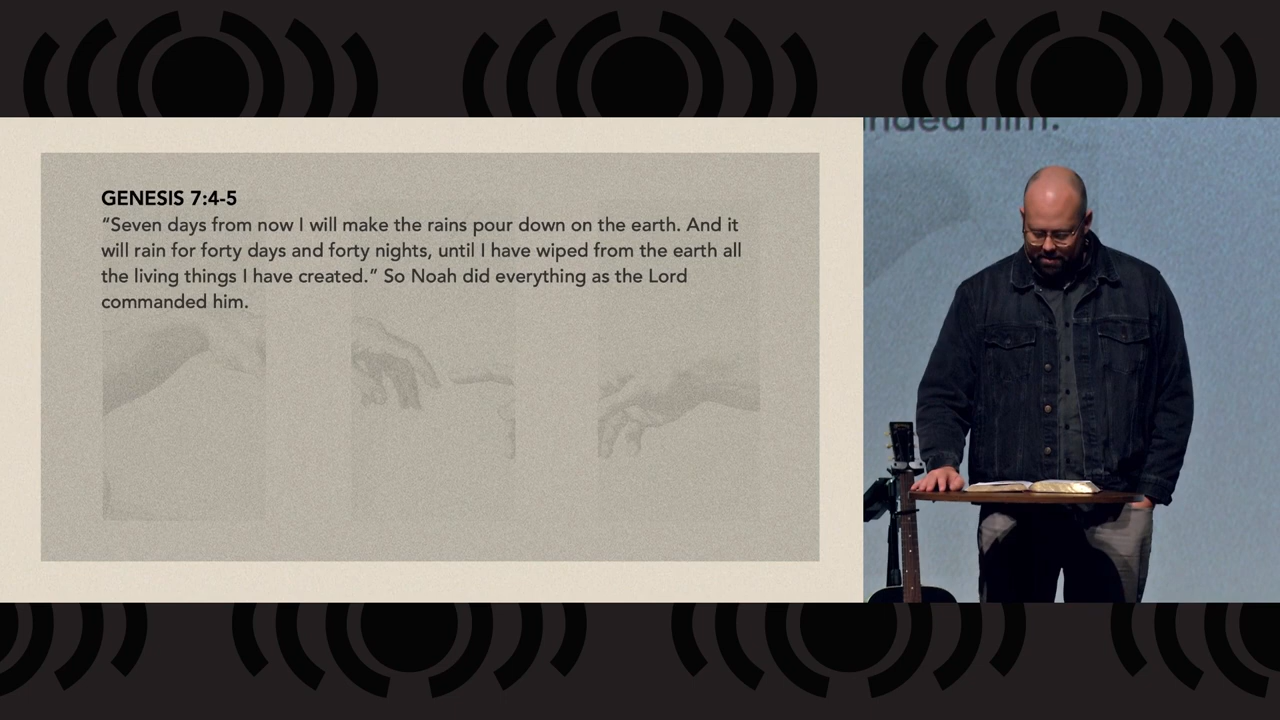 GENESIS 7:4-5
“Seven days from now I will make the rains pour down on the earth. And it
will rain for forty days and forty nights, until I have wiped from the earth all
the living things I have created.” So Noah did everything as the Lord
commanded him.
him.